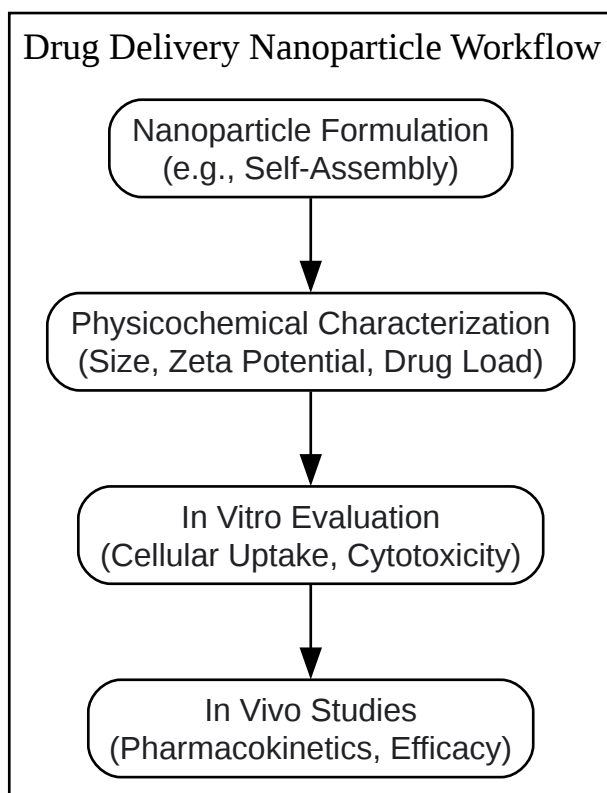 Drug Delivery Nanoparticle Workflow
Nanoparticle Formulation
(e.g., Self-Assembly)
Physicochemical Characterization
(Size, Zeta Potential, Drug Load)
In Vitro Evaluation
(Cellular Uptake, Cytotoxicity)
In Vivo Studies
(Pharmacokinetics, Efficacy)